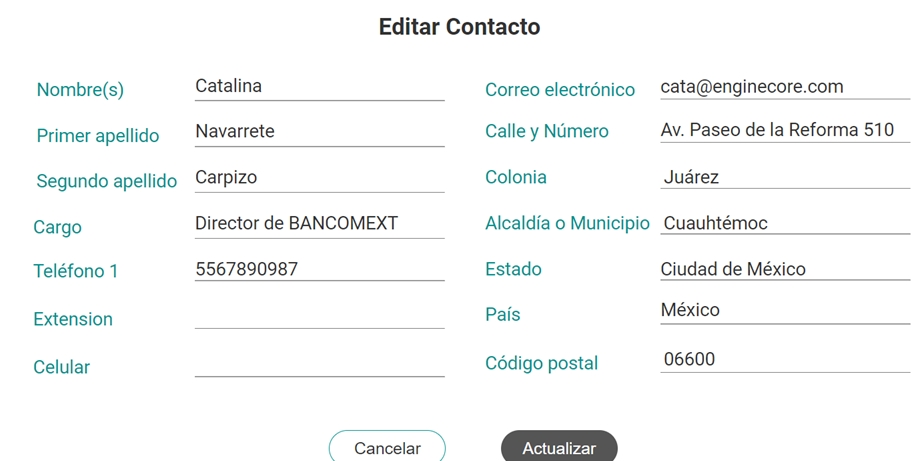 Editar Contacto
Nombre(s) Catalina
Primer apellido Navarrete
Segundo apellido Carpizo
Cargo Director de BANCOMEXT
Teléfono 1 5567890987
Extension
Celular
Correo electrónico cata@enginecore.com
Calle y Número Av. Paseo de la Reforma 510
Colonia Juárez
Alcaldía o Municipio Cuauhtémoc
Estado Ciudad de México
País México
Código postal 06600
Cancelar Actualizar